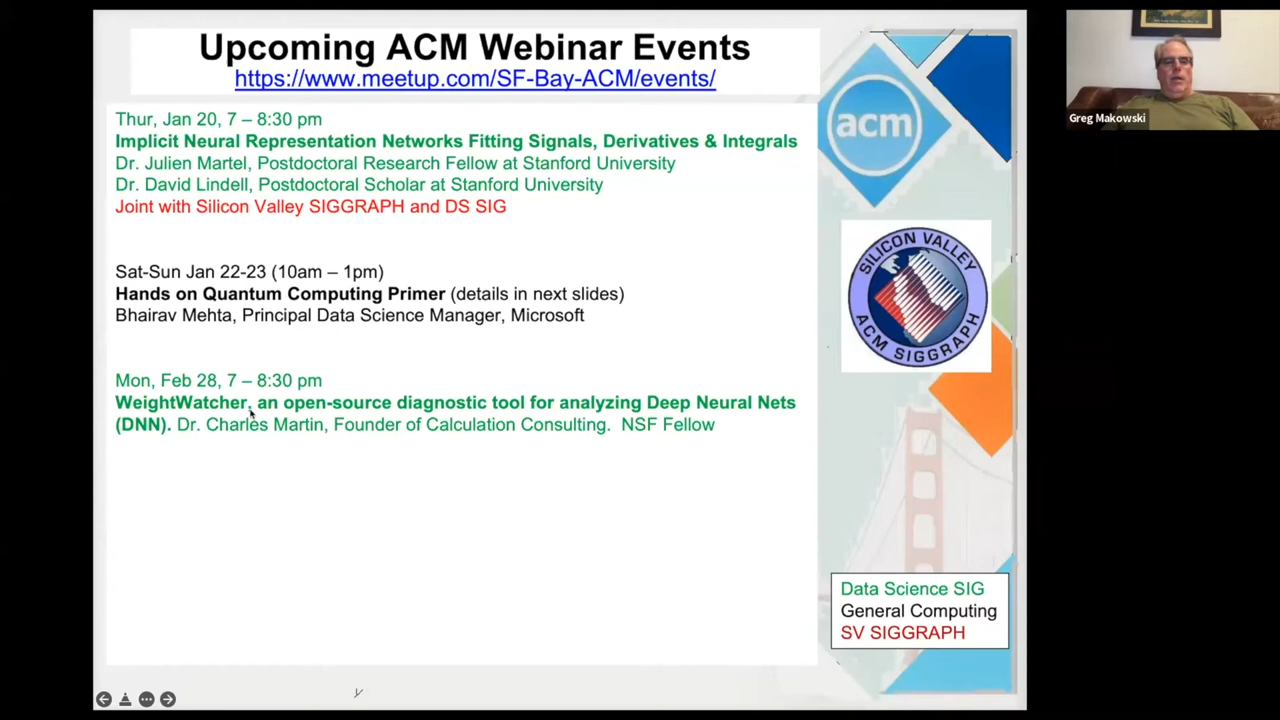 Upcoming ACM Webinar Events
https://www.meetup.com/SF-Bay-ACM/events/
Thur, Jan 20, 7 – 8:30 pm
Implicit Neural Representation Networks Fitting Signals, Derivatives & Integrals
Dr. Julien Martel, Postdoctoral Research Fellow at Stanford University
Dr. David Lindell, Postdoctoral Scholar at Stanford University
Joint with Silicon Valley SIGGRAPH and DS SIG
Sat-Sun Jan 22-23 (10am – 1pm)
Hands on Quantum Computing Primer (details in next slides)
Bhairav Mehta, Principal Data Science Manager, Microsoft
Mon, Feb 28, 7 – 8:30 pm
WeightWatcher, an open-source diagnostic tool for analyzing Deep Neural Nets
(DNN). Dr. Charles Martin, Founder of Calculation Consulting.  NSF Fellow
acm
SILICON VALLEY
ACM SIGGRAPH
Data Science SIG
General Computing
SV SIGGRAPH
Greg Makowski